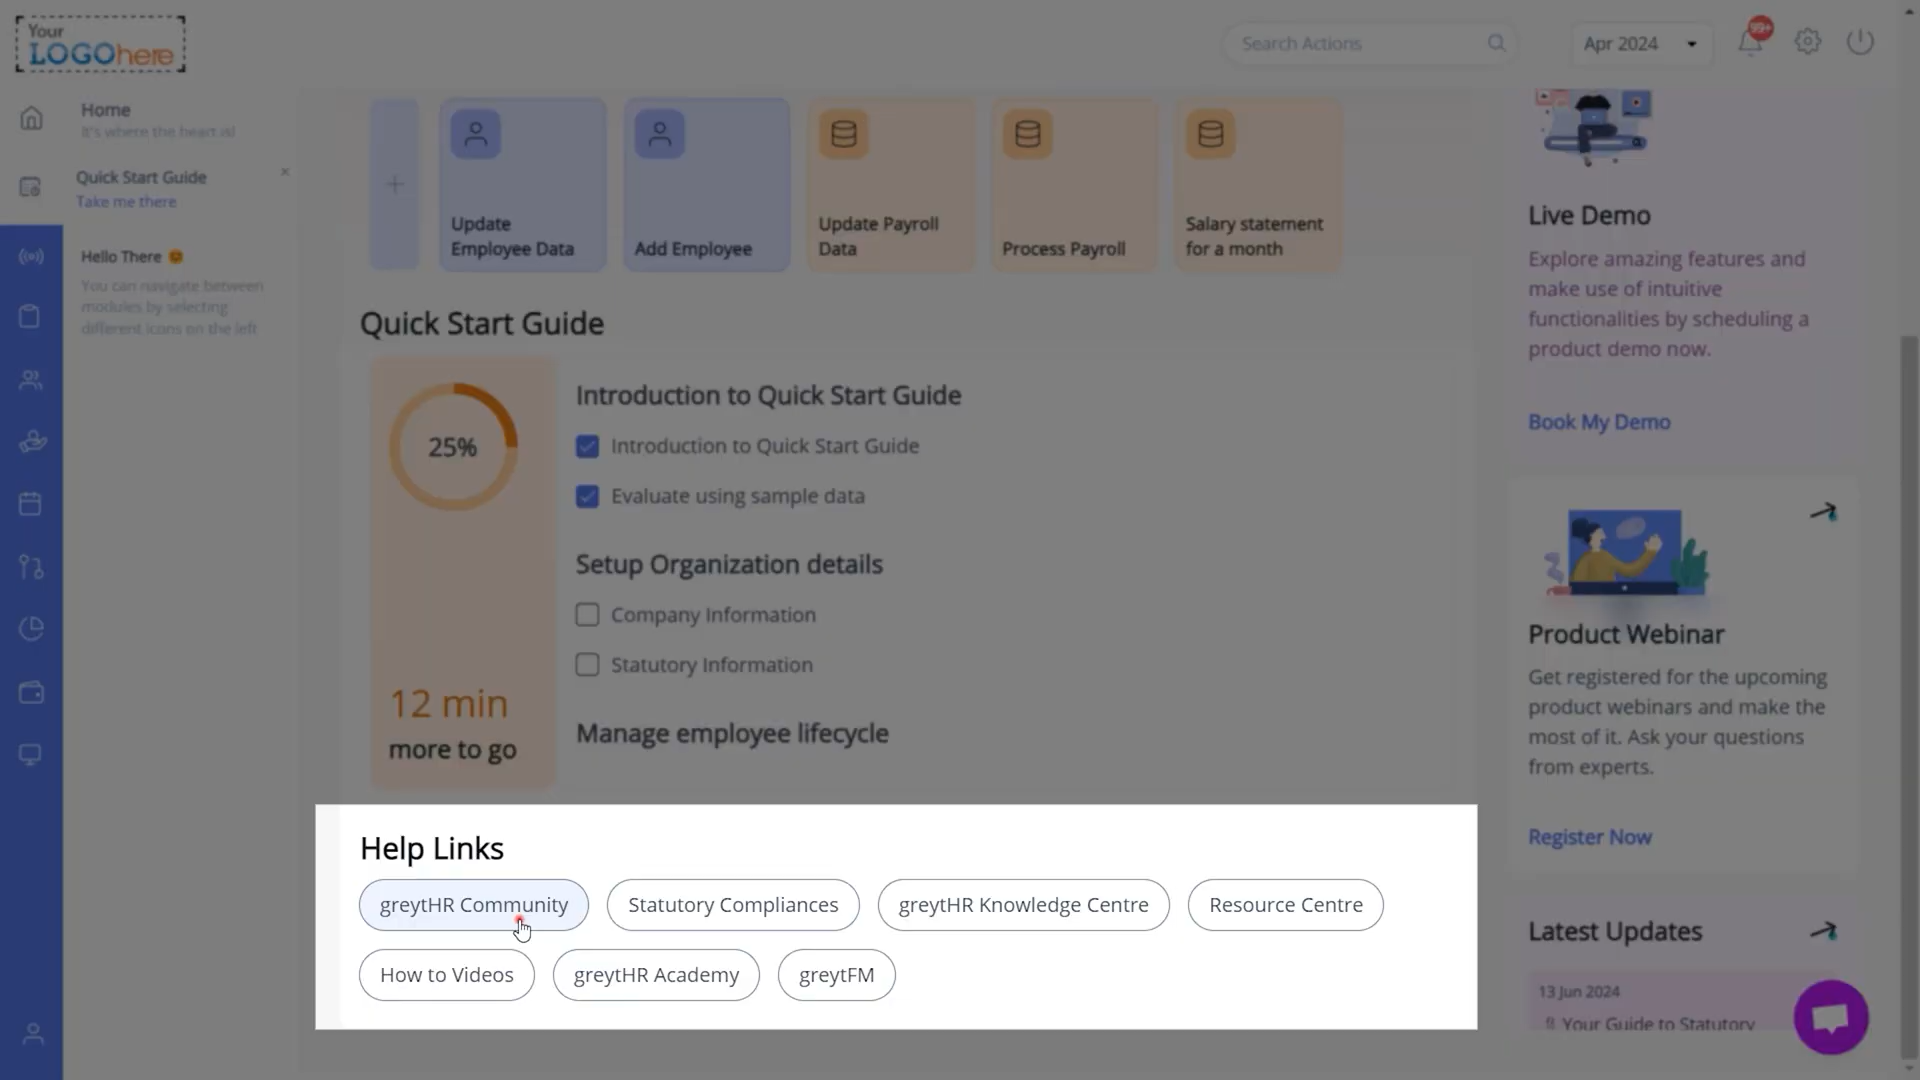 Your
LOGOhere
Search Actions
Apr 2024
99+
Home
It's where the heart is!
Quick Start Guide
×
Take me there
Hello There
You can navigate between
modules by selecting
different icons on the left
+
Update
Employee Data
Add Employee
Update Payroll
Data
Process Payroll
Salary statement
for a month
Quick Start Guide
25%
12 min
more to go
Introduction to Quick Start Guide
Introduction to Quick Start Guide
Evaluate using sample data
Setup Organization details
Company Information
Statutory Information
Manage employee lifecycle
Help Links
greytHR Community
Statutory Compliances
greytHR Knowledge Centre
Resource Centre
How to Videos
greytHR Academy
greytFM
Live Demo
Explore amazing features and
make use of intuitive
functionalities by scheduling a
product demo now.
Book My Demo
Product Webinar
Get registered for the upcoming
product webinars and make the
most of it. Ask your questions
from experts.
Register Now
Latest Updates
13 Jun 2024
Your Guide to Statutory